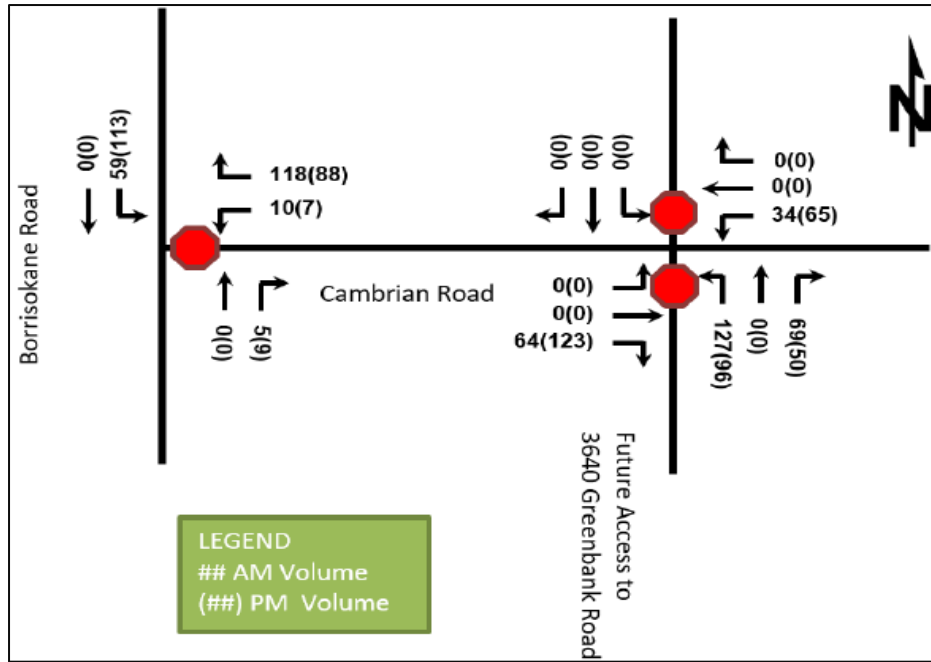 N
Borrisokane Road
0(0)
59(113)
118(88)
10(7)
0(0)
5(9)
Cambrian Road
0(0)
0(0)
0(0)
0(0)
0(0)
34(65)
0(0)
0(0)
64(123)
127(96)
0(0)
69(50)
Future Access to
3640 Greenbank Road
LEGEND
## AM Volume
(##) PM Volume